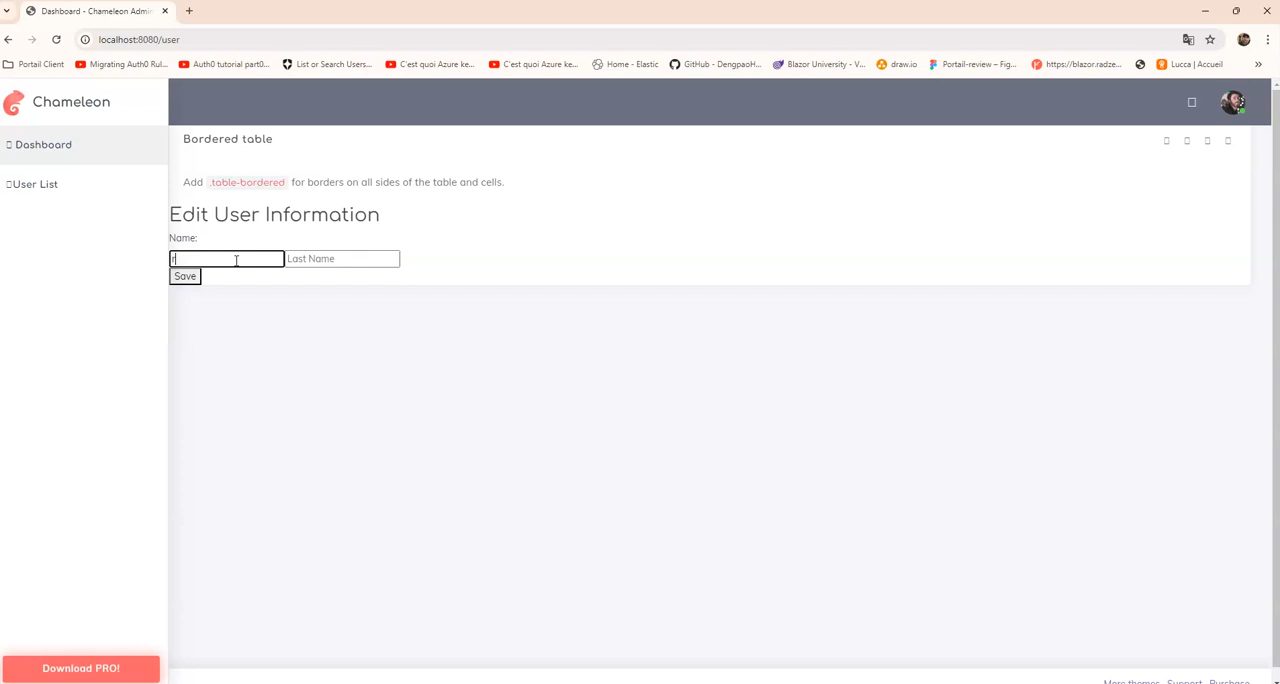 Dashboard - Chameleon Admin
localhost:8080/user
Portail Client
Migrating Auth0 Rul...
Auth0 tutorial part0...
List or Search Users...
C'est quoi Azure ke...
C'est quoi Azure ke...
Home - Elastic
GitHub - DengpaoH...
Blazor University - V...
draw.io
Portail-review – Fig...
https://blazor.radze...
Lucca | Accueil
»
Chameleon
Dashboard
User List
Bordered table
Add .table-bordered for borders on all sides of the table and cells.
Edit User Information
Name:
r
Last Name
Save
Download PRO!
More themes Support Purchase